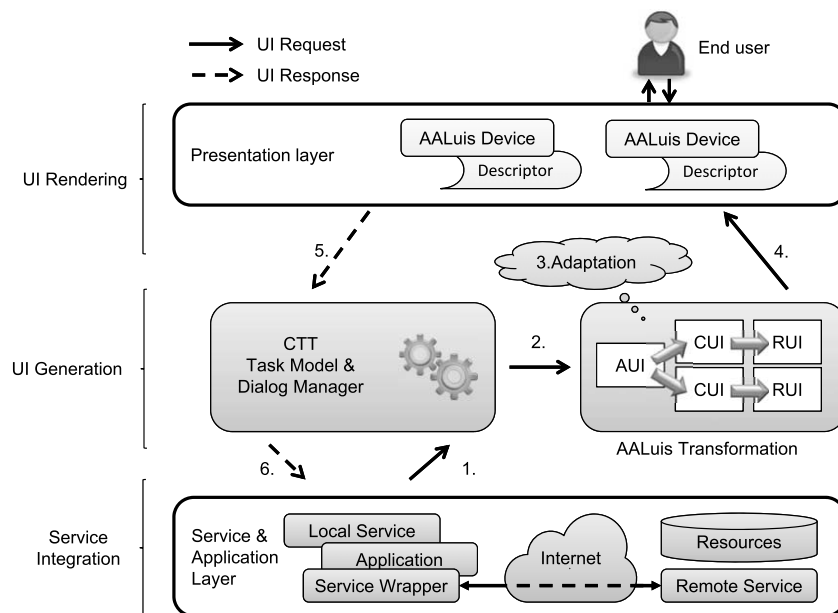 UI Request
UI Response
End user
UI Rendering
Presentation layer
AALuis Device
Descriptor
AALuis Device
Descriptor
5.
3.Adaptation
4.
UI Generation
CTT
Task Model &
Dialog Manager
2.
AUI
CUI
RUI
CUI
RUI
AALuis Transformation
6.
1.
Service
Integration
Service &
Application
Layer
Local Service
Application
Service Wrapper
Internet
Resources
Remote Service